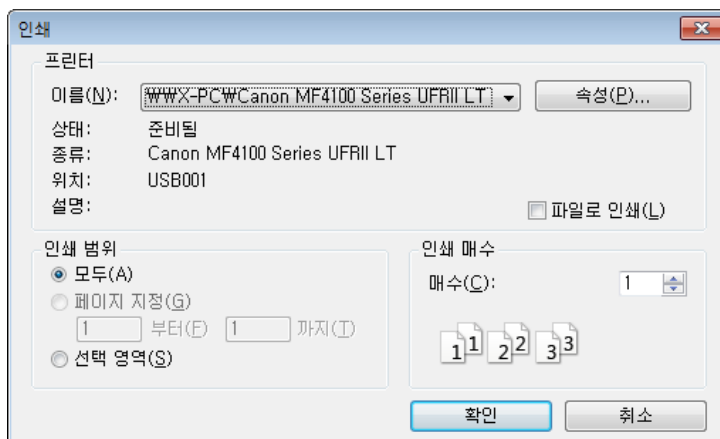 인쇄
프린터
이름(N): ₩₩X-PC₩Canon MF4100 Series UFRII LT 속성(P)...
상태: 준비됨
종류: Canon MF4100 Series UFRII LT
위치: USB001
설명:
파일로 인쇄(L)
인쇄 범위
모두(A)
페이지 지정(G)
1 부터(F) 1 까지(T)
선택 영역(S)
인쇄 매수
매수(C): 1
1 1 2 2 3 3
확인 취소